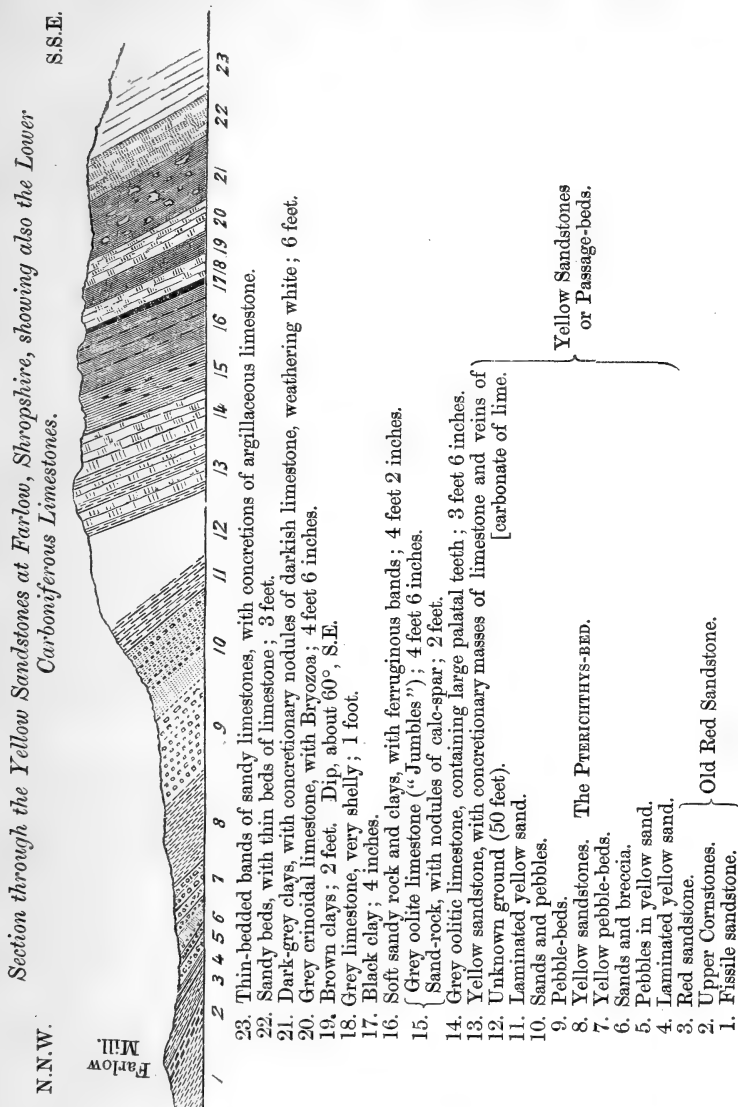 Section through the Yellow Sandstones at Farlow, Shropshire, showing also the Lower
Carboniferous Limestones.
N.N.W.
S.S.E.
Farlow
Mill.
1 2 3 4 5 6 7 8 9 10 11 12 13 14 15 16 17 18 19 20 21 22 23
23. Thin-bedded bands of sandy limestones, with concretions of argillaceous limestone.
22. Sandy beds, with thin beds of limestone; 3 feet.
21. Dark-grey clays, with concretionary nodules of darkish limestone, weathering white; 6 feet.
20. Grey crinoidal limestone, with Bryozoa; 4 feet 6 inches.
19. Brown clays; 2 feet. Dip, about 60°, S.E.
18. Grey limestone, very shelly; 1 foot.
17. Black clay; 4 inches.
16. Soft sandy rock and clays, with ferruginous bands; 4 feet 2 inches.
15. { Grey oolite limestone (“Jumbles”); 4 feet 6 inches.
Sand-rock, with nodules of calc-spar; 2 feet.
14. Grey oolitic limestone, containing large palatal teeth; 3 feet 6 inches.
13. Yellow sandstone, with concretionary masses of limestone and veins of
[carbonate of lime.
12. Unknown ground (50 feet).
11. Laminated yellow sand.
10. Sands and pebbles.
9. Pebble-beds.
8. Yellow sandstones. The PTERICHTHYS-BED.
7. Yellow pebble-beds.
6. Sands and breccia.
5. Pebbles in yellow sand.
4. Laminated yellow sand.
Yellow Sandstones
or Passage-beds.
3. Red sandstone.
2. Upper Cornstones. } Old Red Sandstone.
1. Fissile sandstone.